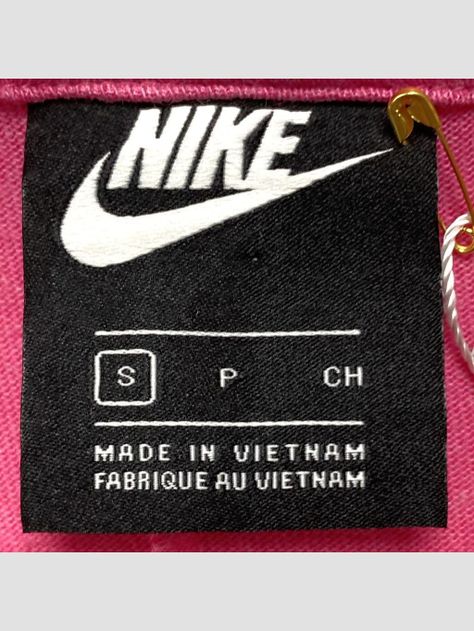 NIKE
S P CH
MADE IN VIETNAM
FABRIQUE AU VIETNAM